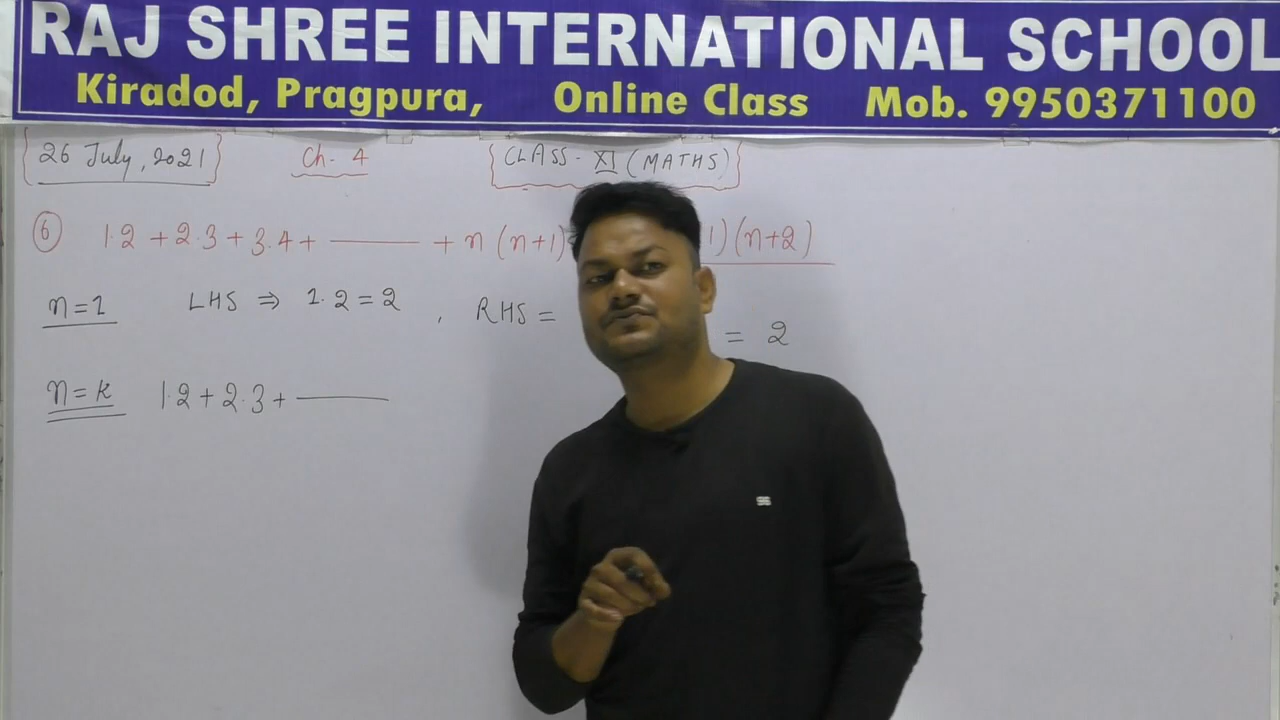 RAJ SHREE INTERNATIONAL SCHOOL
Kiradod, Pragpura, Online Class Mob. 9950371100
26 July, 2021 Ch. 4 CLASS - XI (MATHS)
6 1.2 + 2.3 + 3.4 + ——— + n (n+1) 1) (n+2)
n=1 LHS ⇒ 1.2 = 2 , RHS = = 2
n=k 1.2 + 2.3 + ———